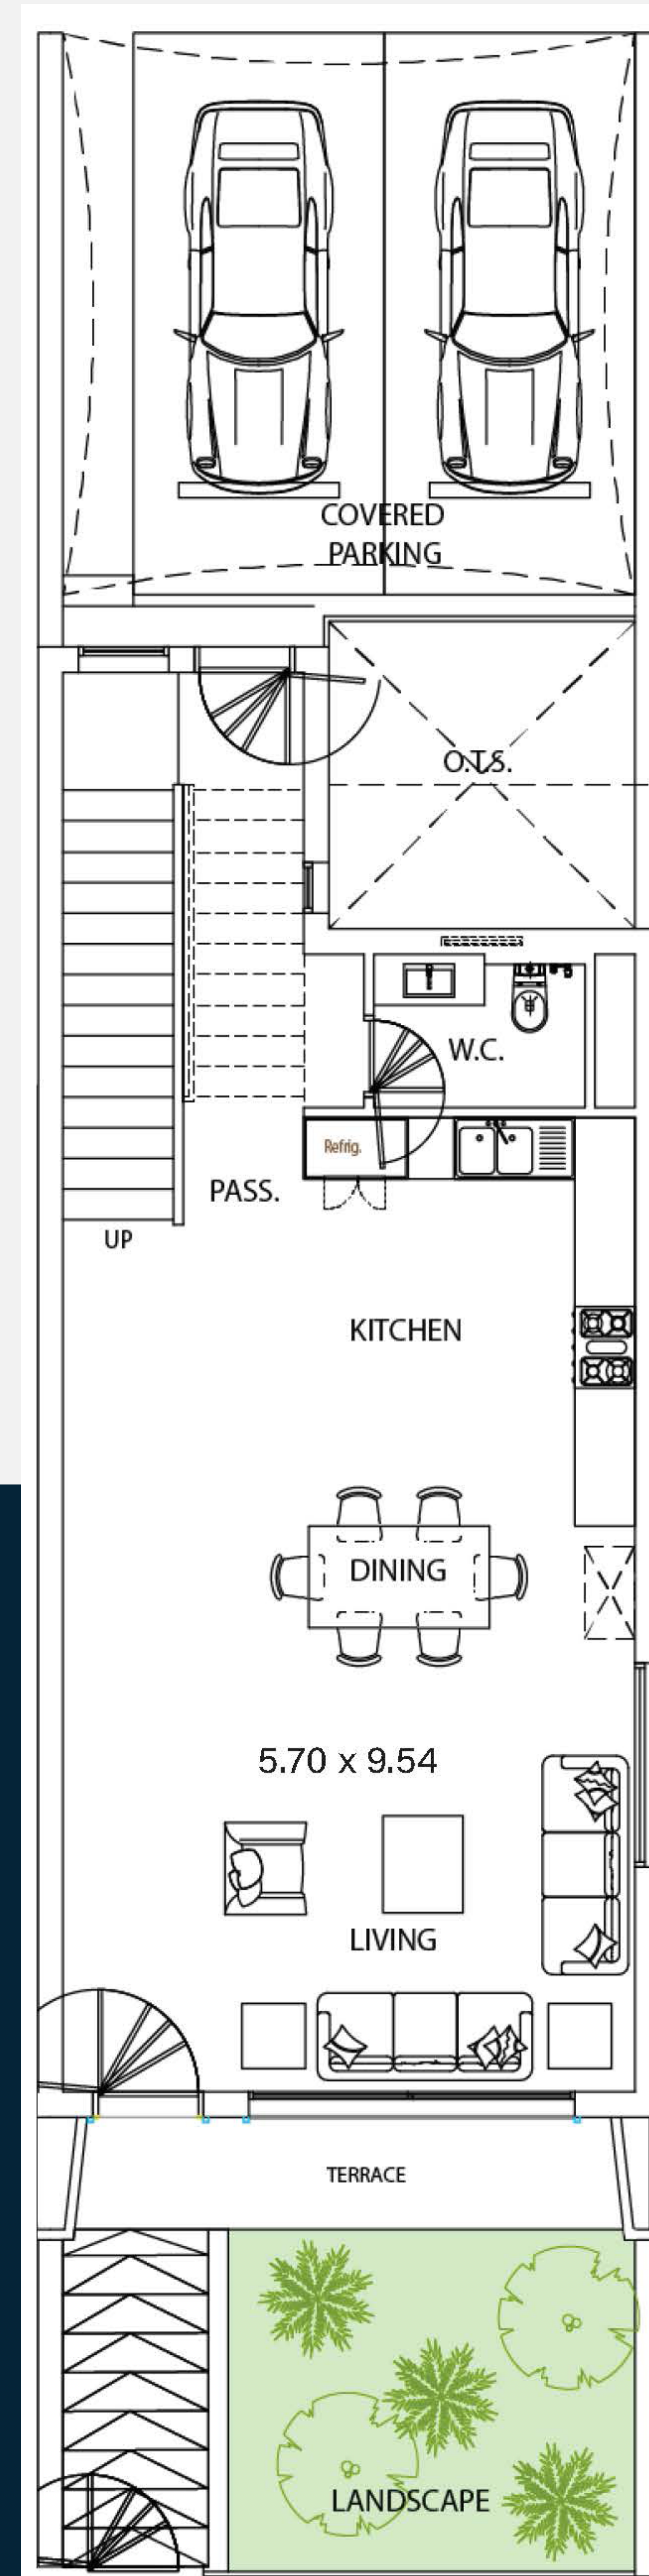 COVERED
PARKING
O.T.S.
W.C.
Refrig.
PASS.
UP
KITCHEN
DINING
5.70 x 9.54
LIVING
TERRACE
LANDSCAPE